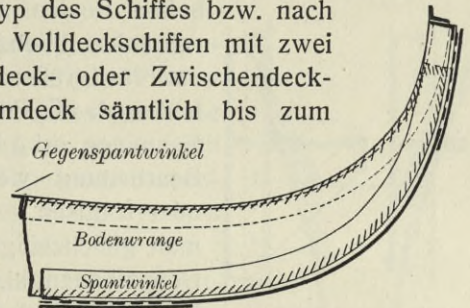 yp des Schiffes bzw. nach
Volldeckschiffen mit zwei
deck- oder Zwischendeck-
mdeck sämtlich bis zum
Gegenspantwinkel
Bodenwrange
Spantwinkel